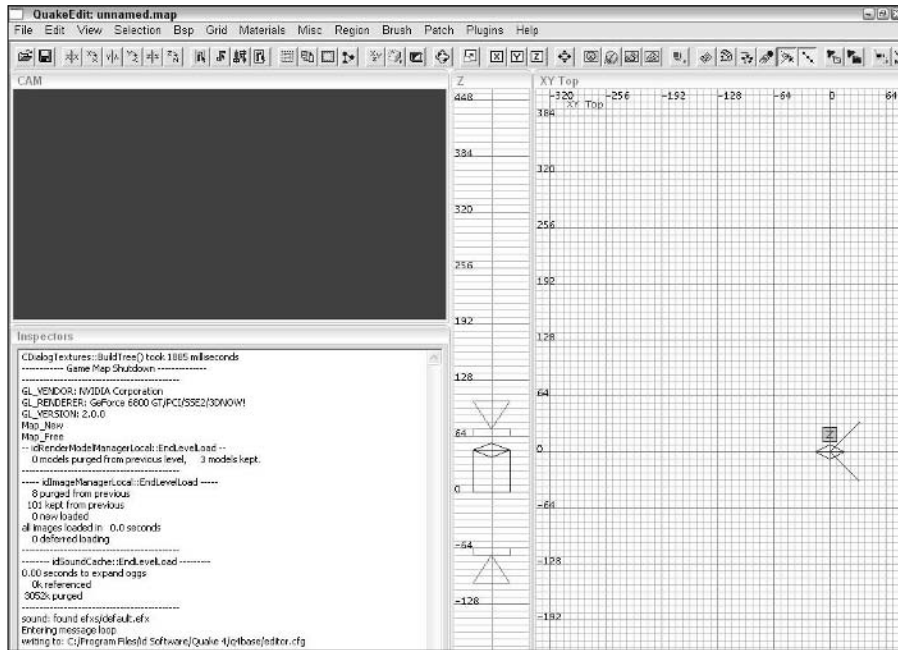 QuakeEdit: unnamed.map
File Edit View Selection Bsp Grid Materials Misc Region Brush Patch Plugins Help
CAM
Z
448
384
320
256
192
128
64
0
-64
-128
XY Top
-320 -256 -192 -128 -64 0 64
XY Top
384
320
256
192
128
64
Z
0
-64
-128
-192
Inspectors
CDialogTextures::BuildTree() took 1885 miliseconds
----------- Game Map Shutdown --------------
-----------------------------------------
GL_VENDOR: NVIDIA Corporation
GL_RENDERER: GeForce 6800 GT/PCI/SSE2/3DNOW!
GL_VERSION: 2.0.0
Map_New
Map_Free
-- idRenderModelManagerLocal::EndLevelLoad --
0 models purged from previous level, 3 models kept.
-----------------------------------------
----- idImageManagerLocal::EndLevelLoad -----
8 purged from previous
101 kept from previous
0 new loaded
all images loaded in 0.0 seconds
0 deferred loading
-----------------------------------------
-------- idSoundCache::EndLevelLoad ---------
0.00 seconds to expand oggs
0k referenced
3052k purged
-----------------------------------------
sound: found efxs/default.efx
Entering message loop
writing to: C:/Program Files/id Software/Quake 4/q4base/editor.cfg